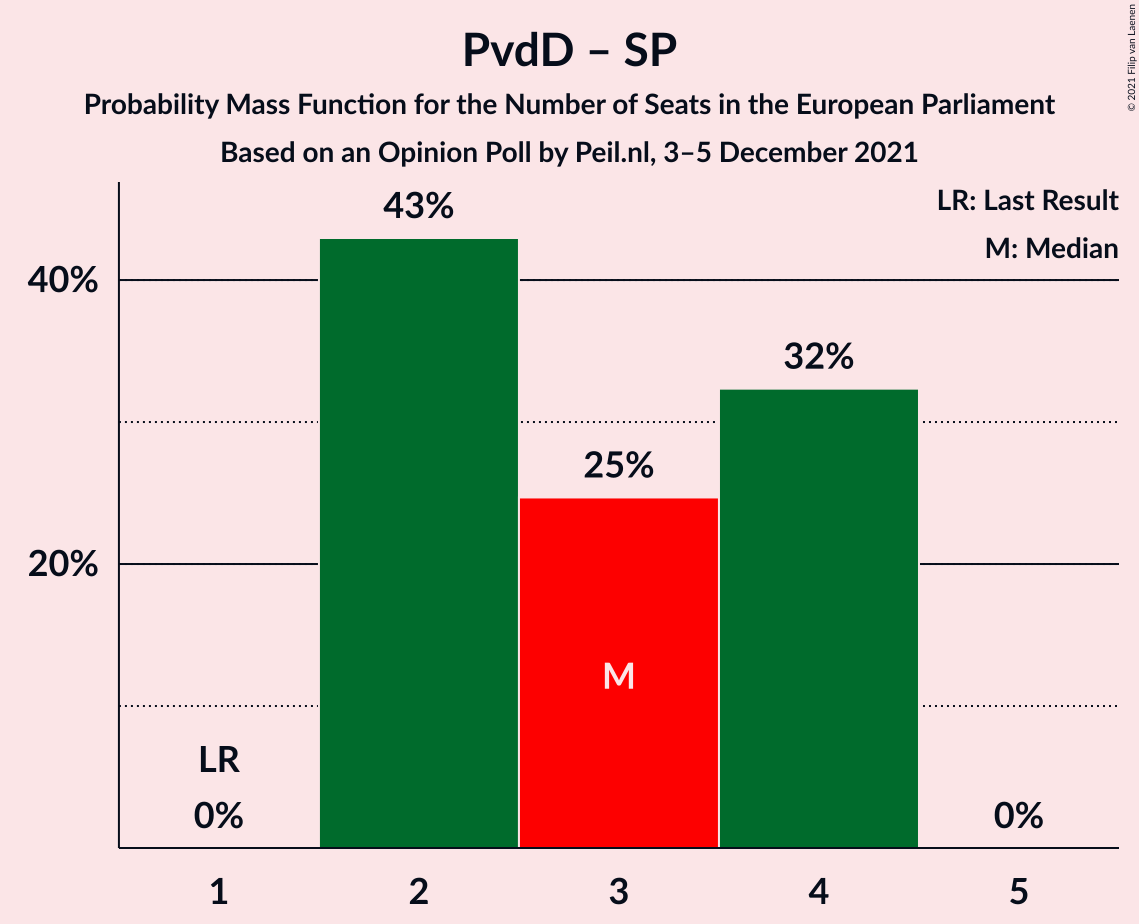 PvdD – SP
Probability Mass Function for the Number of Seats in the European Parliament
Based on an Opinion Poll by Peil.nl, 3–5 December 2021
© 2021 Filip van Laenen
LR: Last Result
M: Median
43%
40%
32%
25%
20%
M
LR
0%
0%
1
2
3
4
5